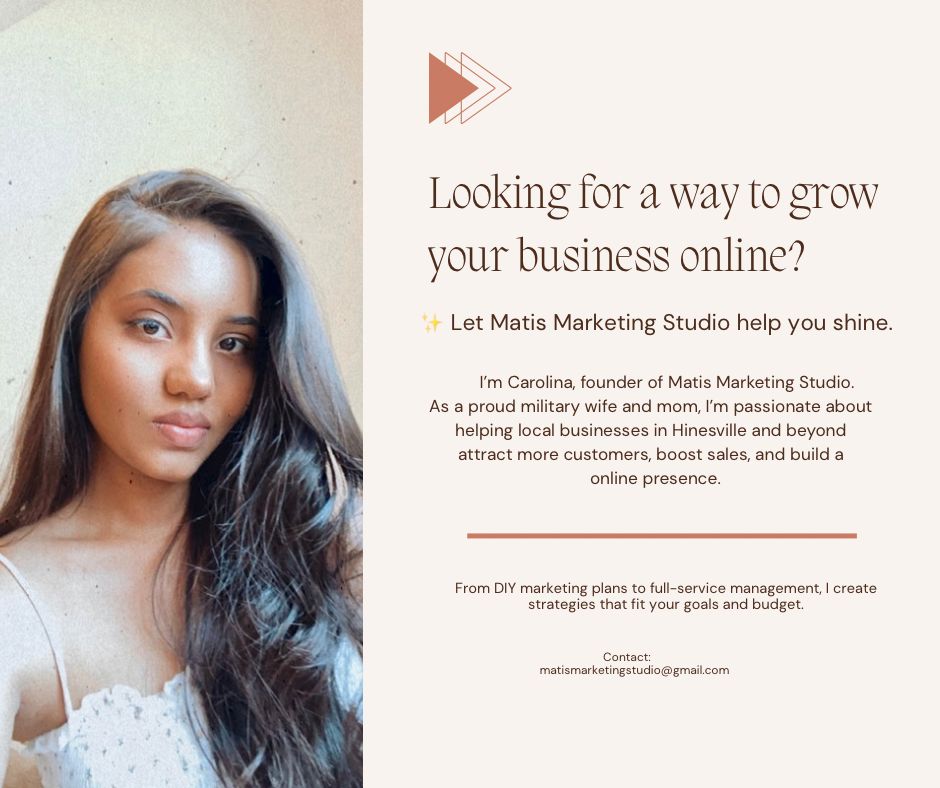 Looking for a way to grow
your business online?
✨ Let Matis Marketing Studio help you shine.
I’m Carolina, founder of Matis Marketing Studio.
As a proud military wife and mom, I’m passionate about
helping local businesses in Hinesville and beyond
attract more customers, boost sales, and build a
online presence.
From DIY marketing plans to full-service management, I create
strategies that fit your goals and budget.
Contact:
matismarketingstudio@gmail.com